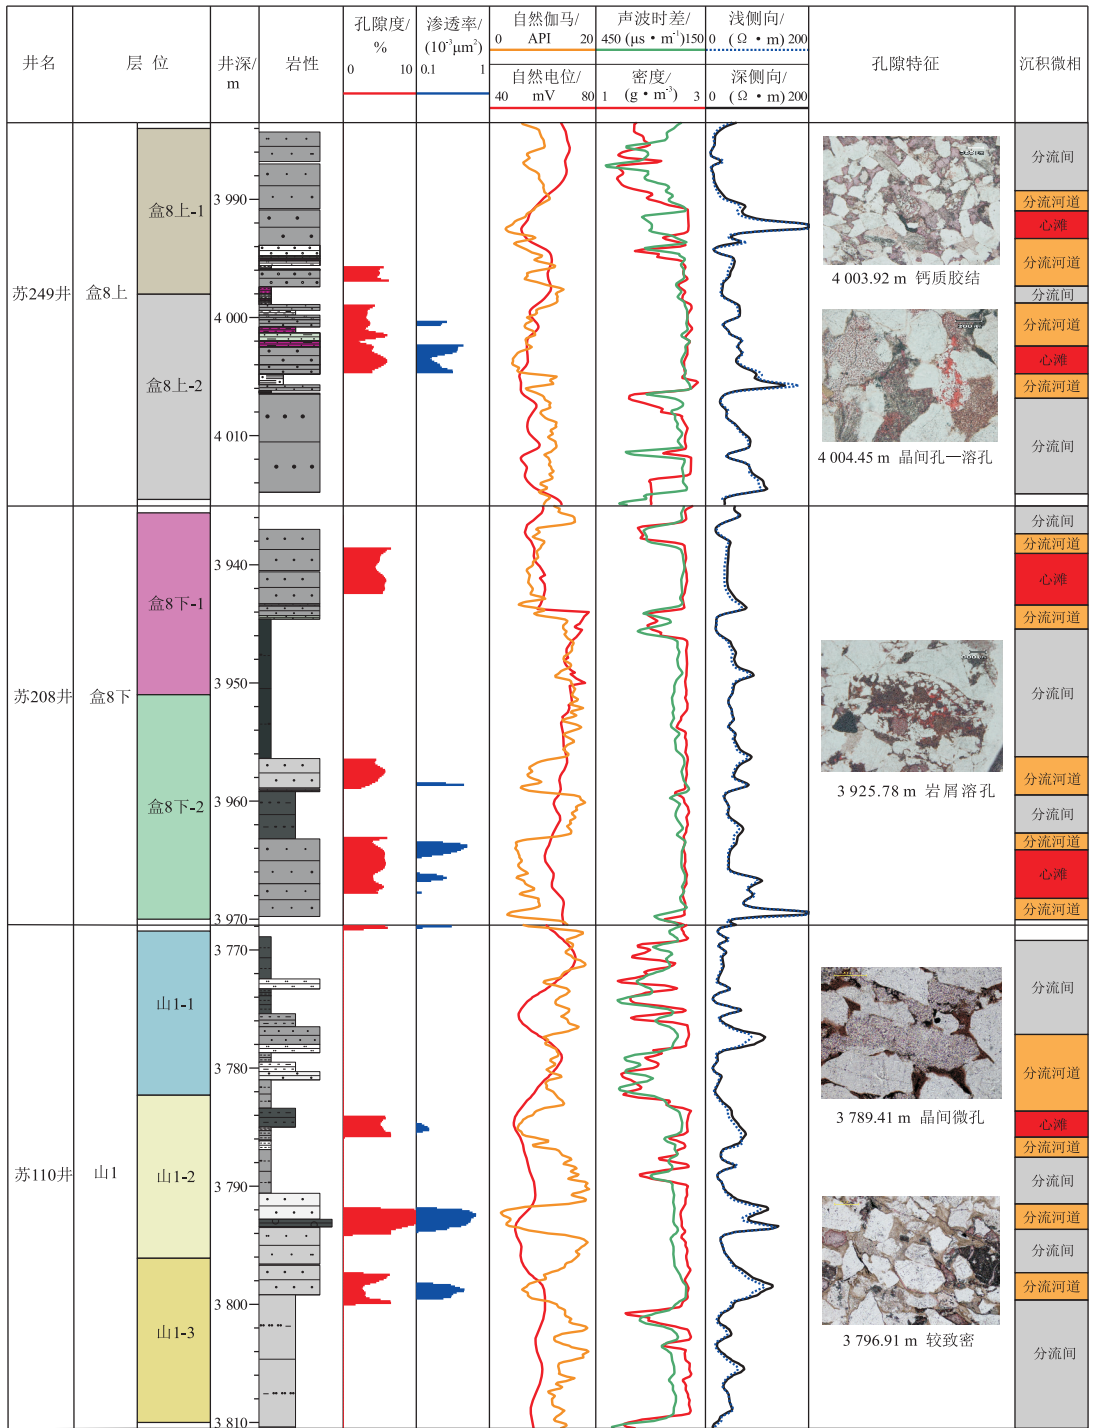 井名
层 位
井深/
m
岩性
孔隙度/
%
0 10
渗透率/
(10⁻³μm²)
0.1 1
自然伽马/
0 API 20
自然电位/
40 mV 80
声波时差/
450 (μs·m⁻¹) 150
密度/
1 (g·m⁻³) 3
浅侧向/
0 (Ω·m) 200
深侧向/
0 (Ω·m) 200
孔隙特征
沉积微相
苏249井
盒8上
盒8上-1
盒8上-2
3 990
4 000
4 010
4 003.92 m 钙质胶结
4 004.45 m 晶间孔—溶孔
分流间
分流河道
心滩
分流河道
分流间
分流河道
心滩
分流河道
分流间
苏208井
盒8下
盒8下-1
盒8下-2
3 940
3 950
3 960
3 970
3 925.78 m 岩屑溶孔
分流间
分流河道
心滩
分流河道
分流间
分流河道
分流间
分流河道
心滩
分流河道
苏110井
山1
山1-1
山1-2
山1-3
3 770
3 780
3 790
3 800
3 810
3 789.41 m 晶间微孔
3 796.91 m 较致密
分流间
分流河道
心滩
分流河道
分流间
分流河道
分流间
分流河道
分流间